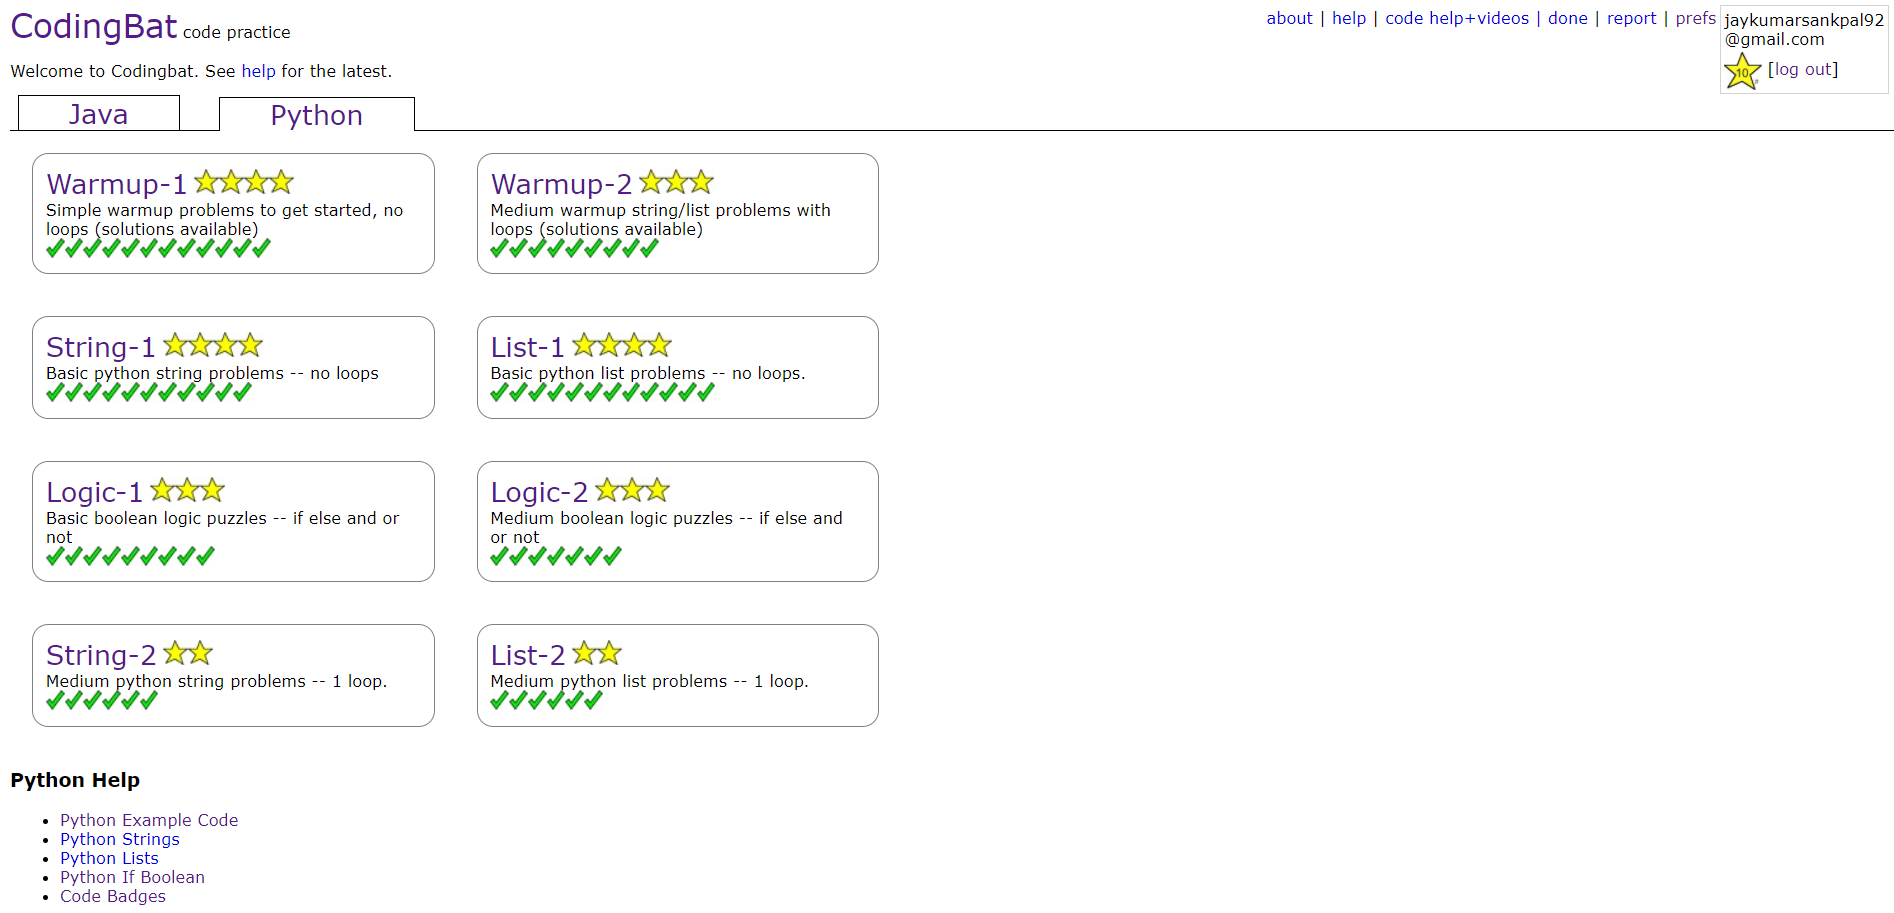 CodingBat code practice
about | help | code help+videos | done | report | prefs
jaykumarsankpal92
@gmail.com
10 [log out]
Welcome to Codingbat. See help for the latest.
Java
Python
Warmup-1
Simple warmup problems to get started, no
loops (solutions available)
Warmup-2
Medium warmup string/list problems with
loops (solutions available)
String-1
Basic python string problems -- no loops
List-1
Basic python list problems -- no loops.
Logic-1
Basic boolean logic puzzles -- if else and or
not
Logic-2
Medium boolean logic puzzles -- if else and
or not
String-2
Medium python string problems -- 1 loop.
List-2
Medium python list problems -- 1 loop.
Python Help
Python Example Code
Python Strings
Python Lists
Python If Boolean
Code Badges